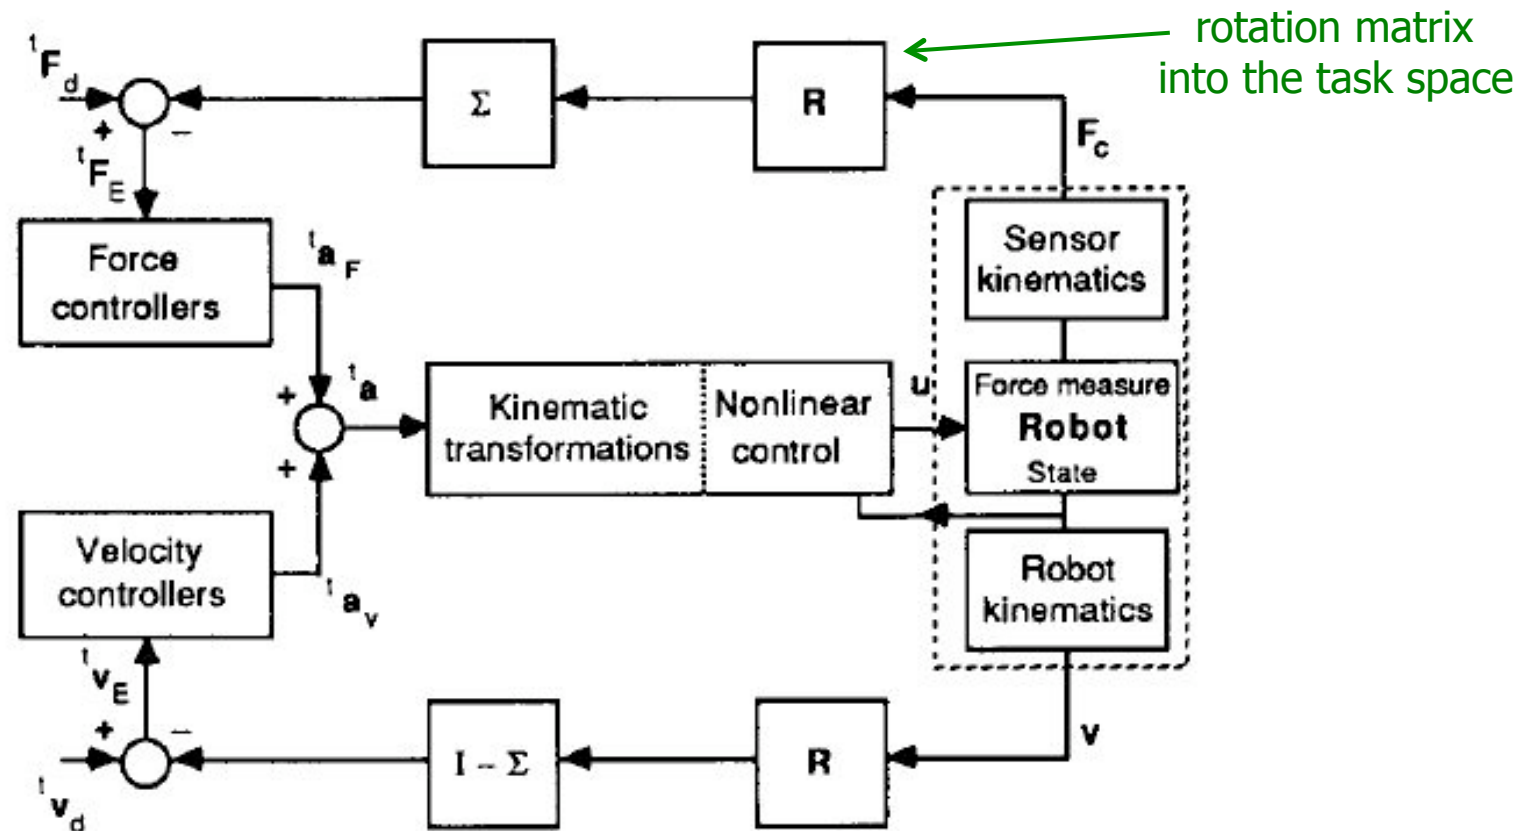 rotation matrix
into the task space
tFd
+
−
Σ
R
Fc
tFE
Force
controllers
taF
Sensor
kinematics
+
ta
+
Kinematic
transformations
Nonlinear
control
u
Force measure
Robot
State
Velocity
controllers
tav
Robot
kinematics
tvE
+
−
tvd
I − Σ
R
v